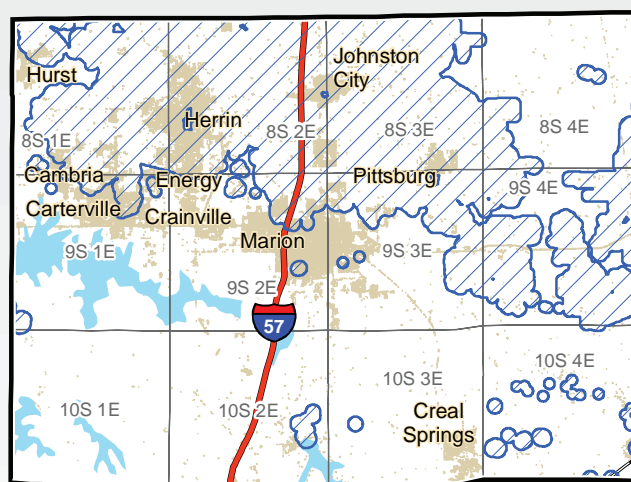 Johnston
City
Hurst
Herrin
8S 1E
8S 2E
8S 3E
8S 4E
Cambria
Energy
Pittsburg
9S 4E
Carterville
Crainville
Marion
9S 1E
9S 3E
9S 2E
57
10S 4E
10S 3E
10S 1E
10S 2E
Creal
Springs